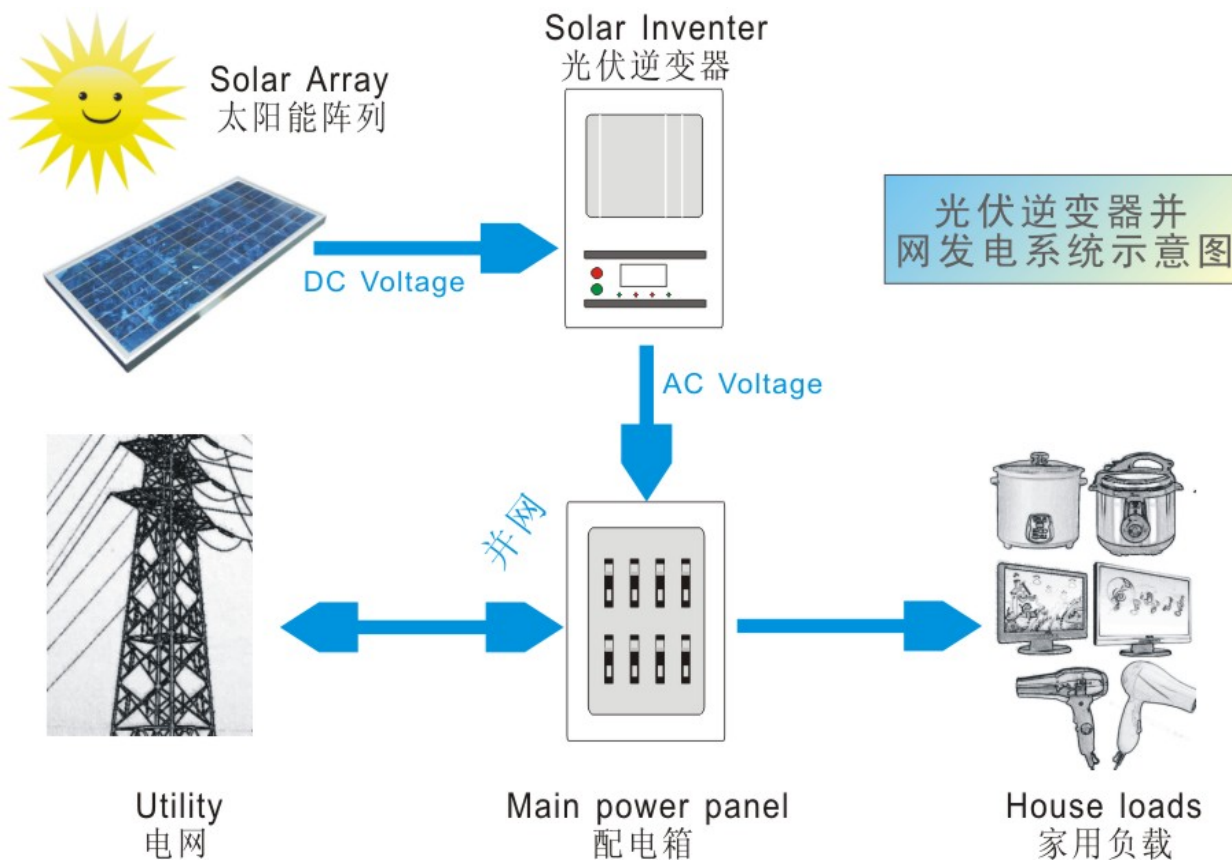 Solar Inventer
光伏逆变器
Solar Array
太阳能阵列
光伏逆变器并
网发电系统示意图
DC Voltage
AC Voltage
并网
Utility
电网
Main power panel
配电箱
House loads
家用负载